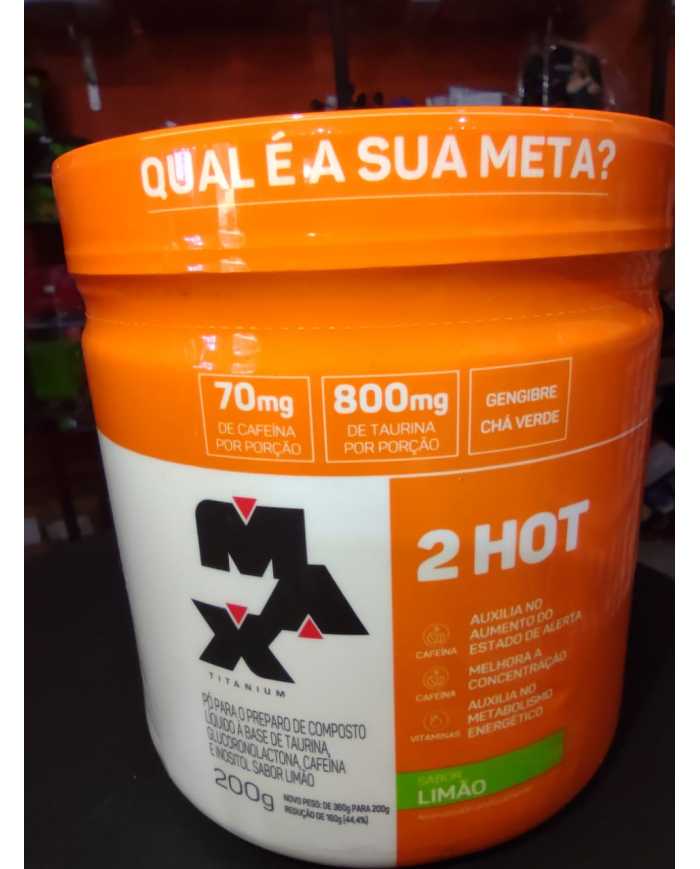 QUAL É A SUA META?
70mg
DE CAFEÍNA
POR PORÇÃO
800mg
DE TAURINA
POR PORÇÃO
GENGIBRE
CHÁ VERDE
MAX
TITANIUM
PÓ PARA O PREPARO DE COMPOSTO
LÍQUIDO À BASE DE TAURINA,
GLUCORONOLACTONA, CAFEÍNA
E INOSITOL SABOR LIMÃO
200g
NOVO PESO: DE 360g PARA 200g
REDUÇÃO DE 160g (44,4%)
2 HOT
CAFEÍNA
AUXILIA NO
AUMENTO DO
ESTADO DE ALERTA
CAFEÍNA
MELHORA A
CONCENTRAÇÃO
VITAMINAS
AUXILIA NO
METABOLISMO
ENERGÉTICO
SABOR
LIMÃO